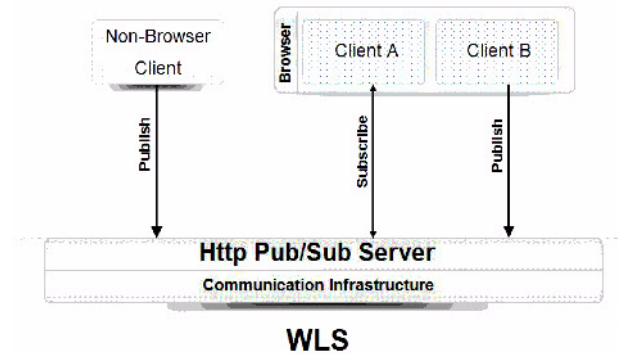 Non-Browser
Client
Browser
Client A
Client B
Publish
Subscribe
Publish
Http Pub/Sub Server
Communication Infrastructure
WLS